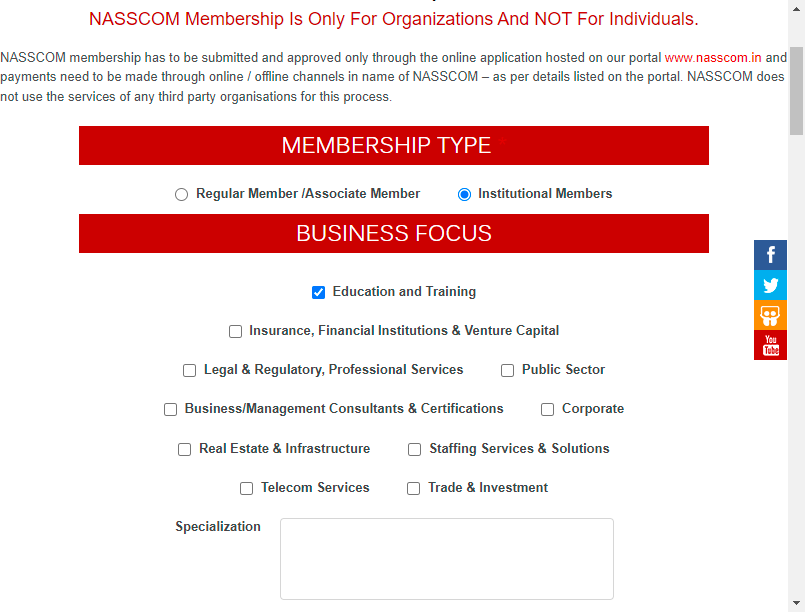 NASSCOM Membership Is Only For Organizations And NOT For Individuals.
NASSCOM membership has to be submitted and approved only through the online application hosted on our portal www.nasscom.in and
payments need to be made through online / offline channels in name of NASSCOM – as per details listed on the portal. NASSCOM does
not use the services of any third party organisations for this process.
MEMBERSHIP TYPE
Regular Member /Associate Member Institutional Members
BUSINESS FOCUS
Education and Training
Insurance, Financial Institutions & Venture Capital
Legal & Regulatory, Professional Services Public Sector
Business/Management Consultants & Certifications Corporate
Real Estate & Infrastructure Staffing Services & Solutions
Telecom Services Trade & Investment
Specialization
f
You
Tube